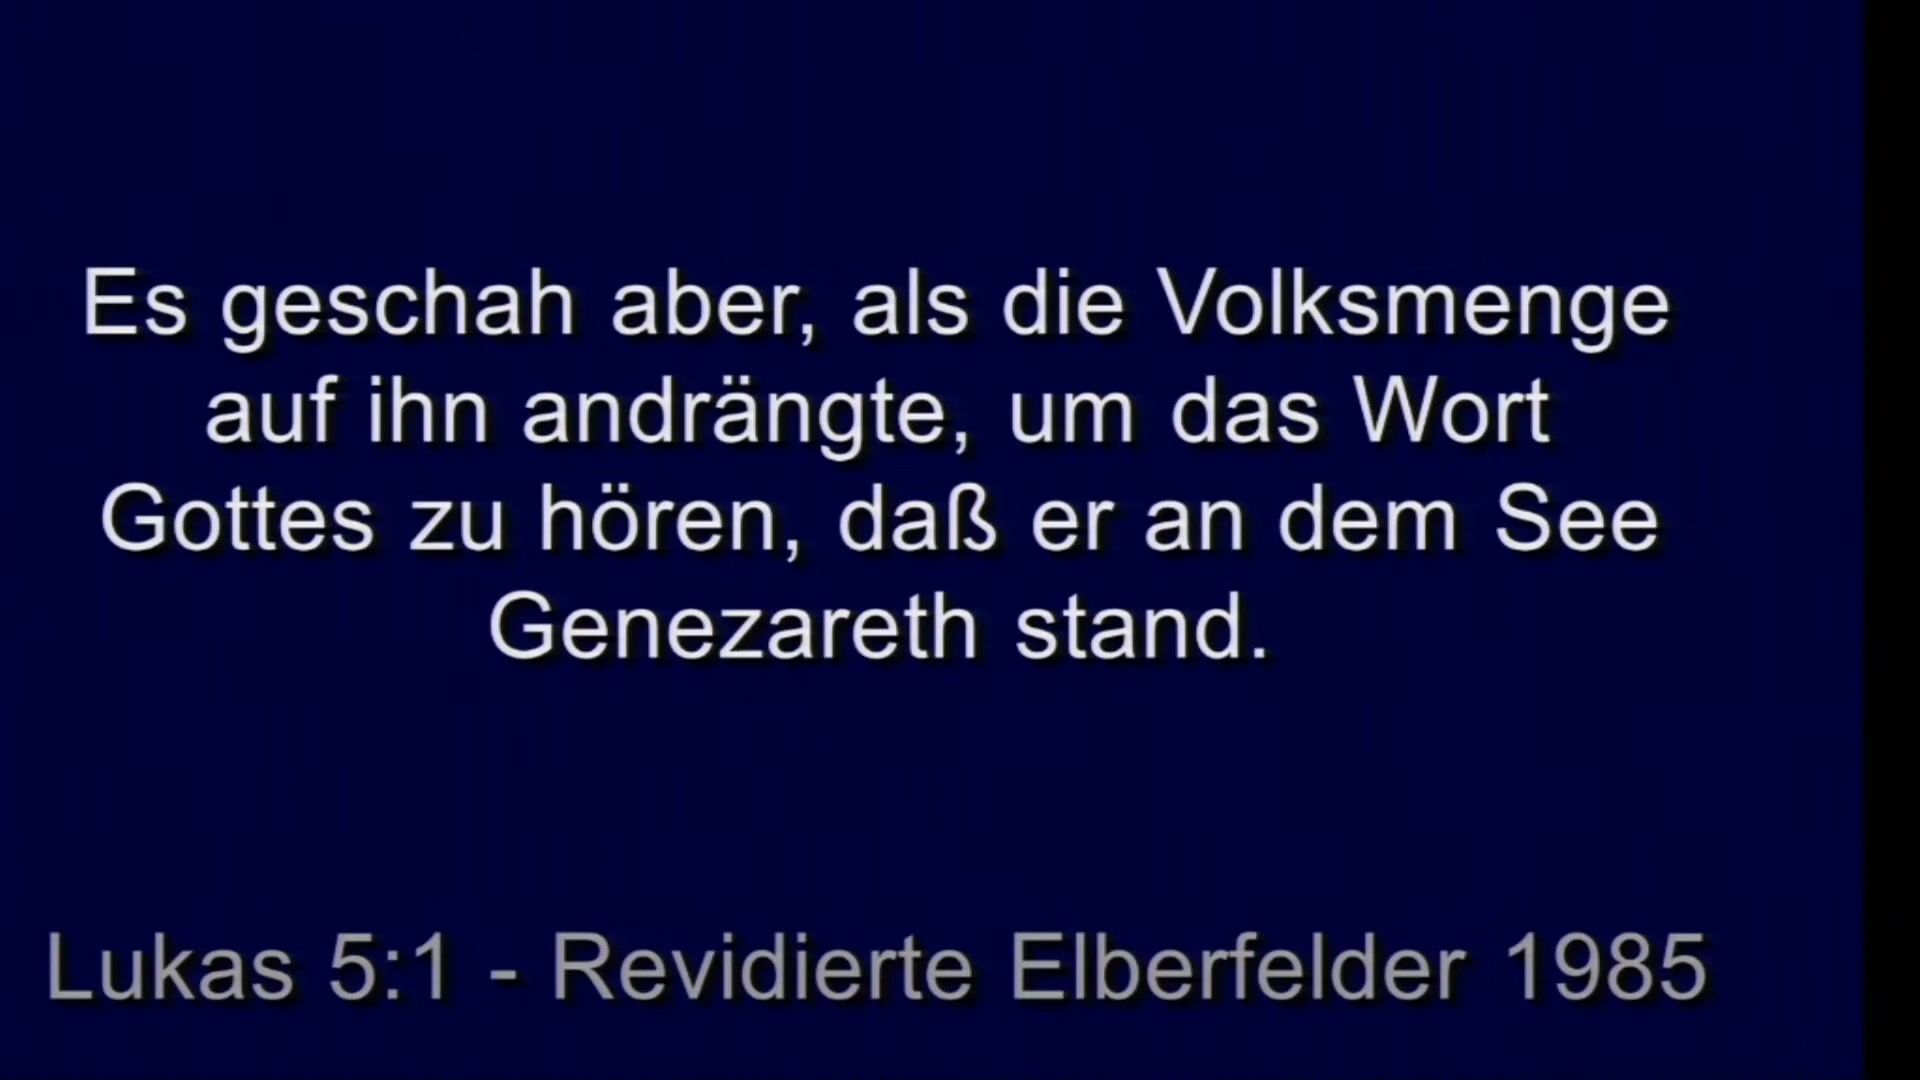 Es geschah aber, als die Volksmenge
auf ihn andrängte, um das Wort
Gottes zu hören, daß er an dem See
Genezareth stand.
Lukas 5:1 - Revidierte Elberfelder 1985